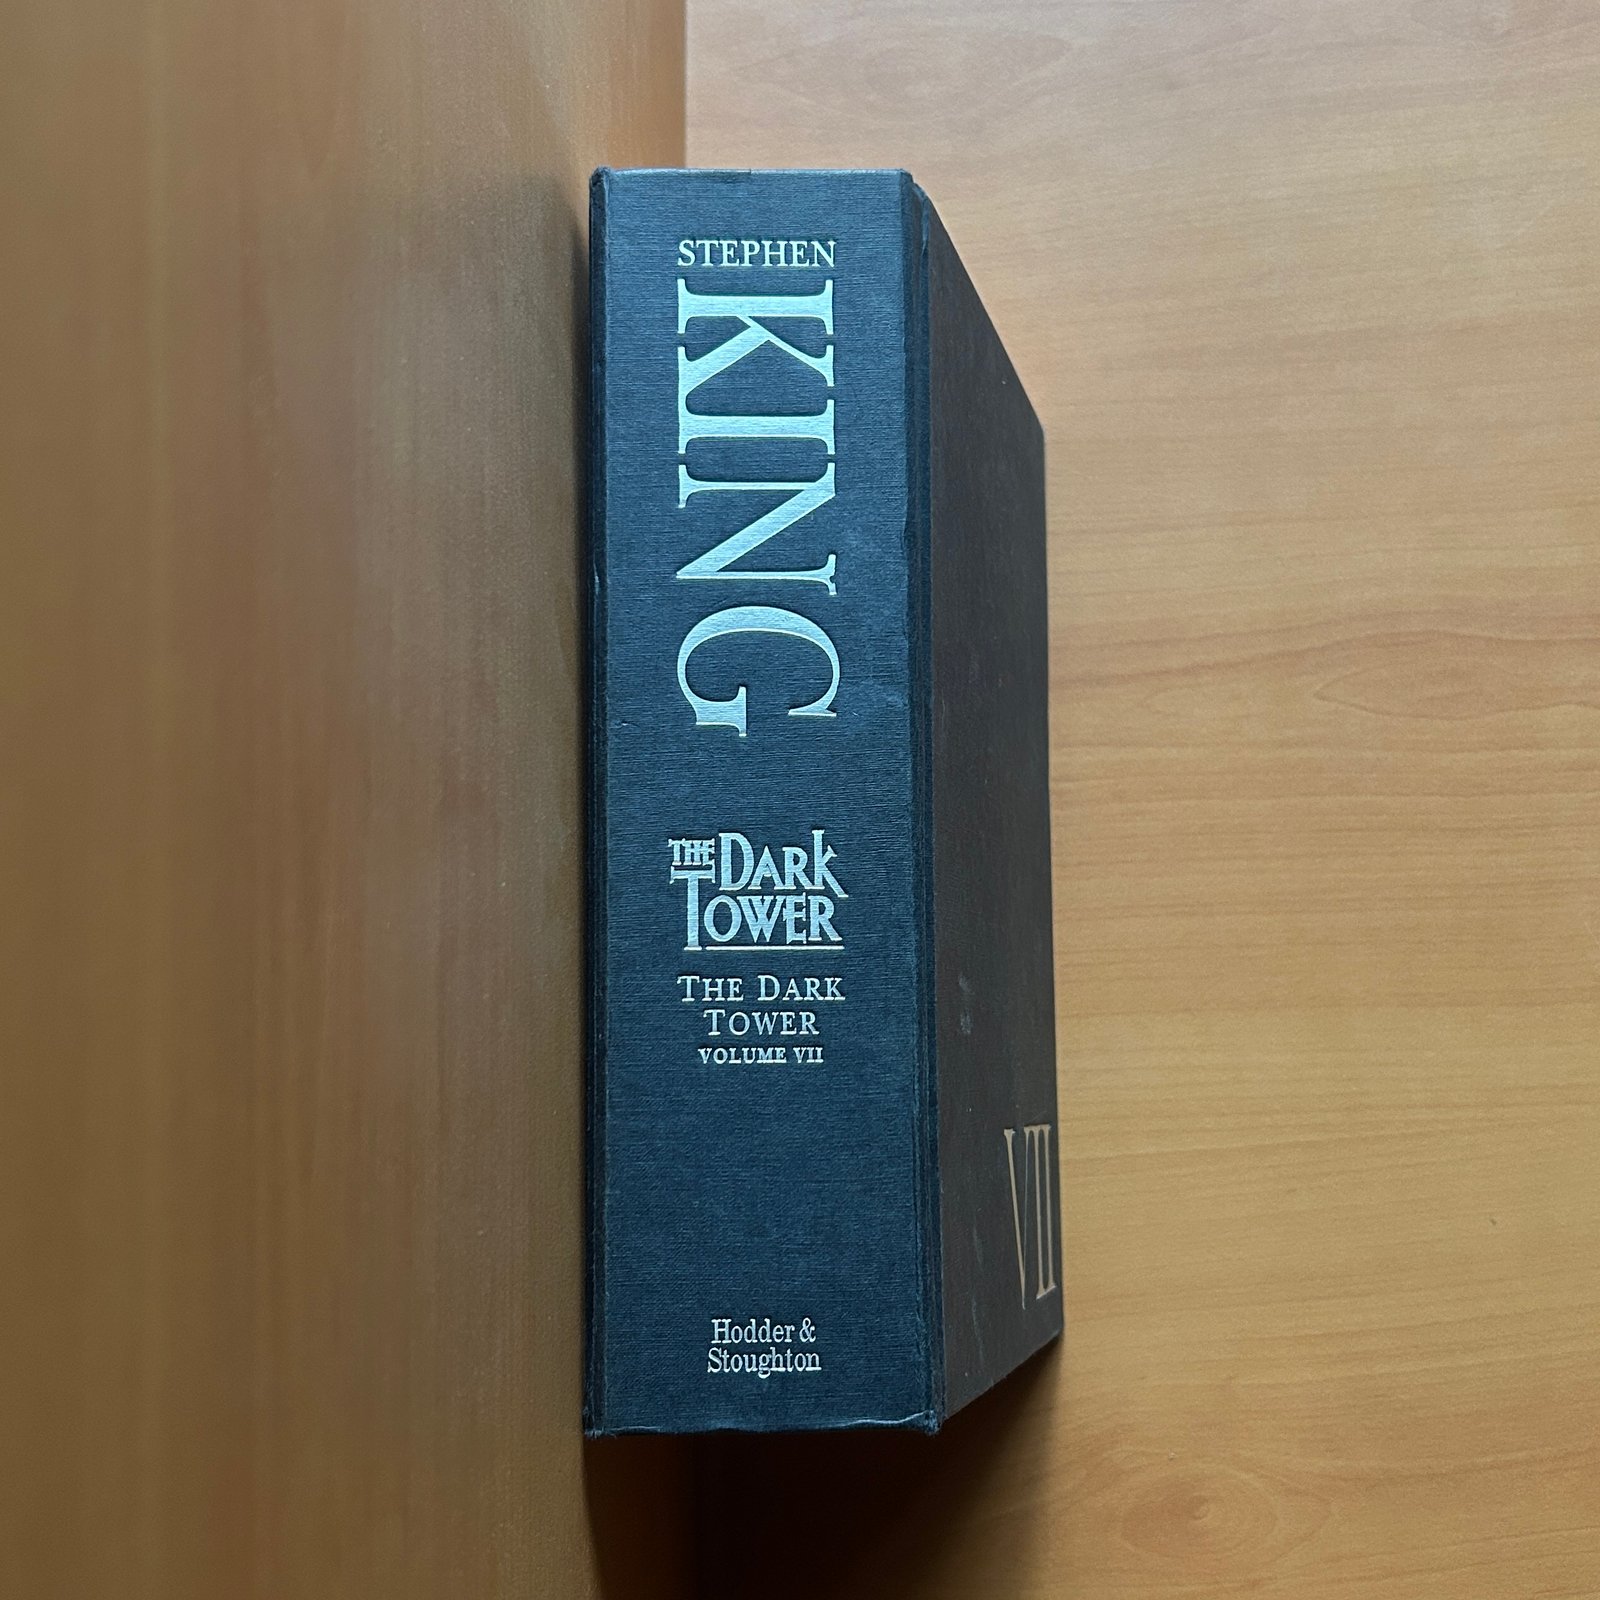 STEPHEN
KING
THE DARK
TOWER
THE DARK
TOWER
VOLUME VII
Hodder &
Stoughton
VII